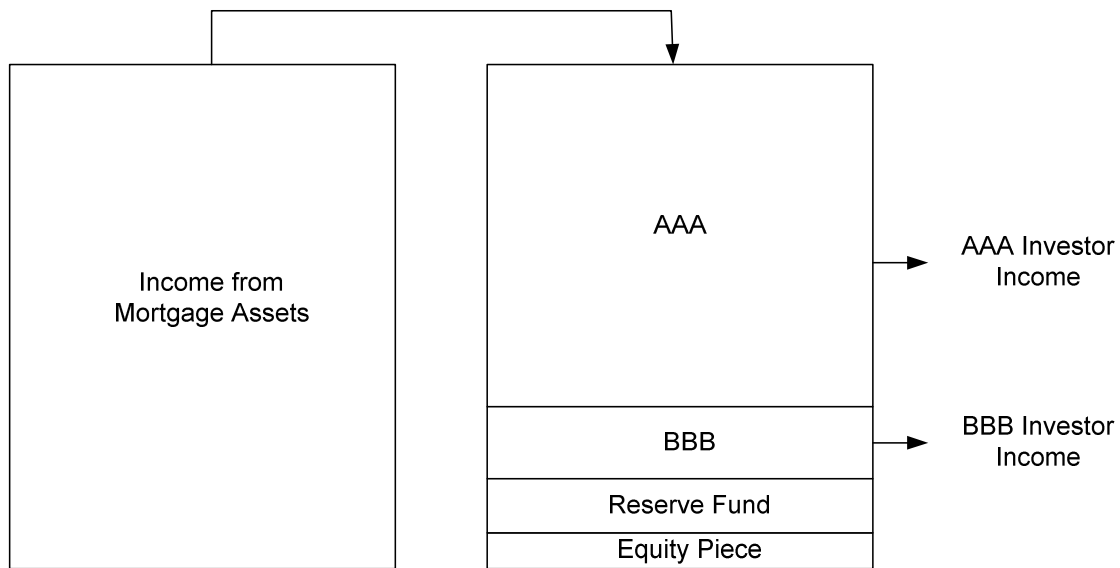 Income from
Mortgage Assets
AAA
BBB
Reserve Fund
Equity Piece
AAA Investor
Income
BBB Investor
Income